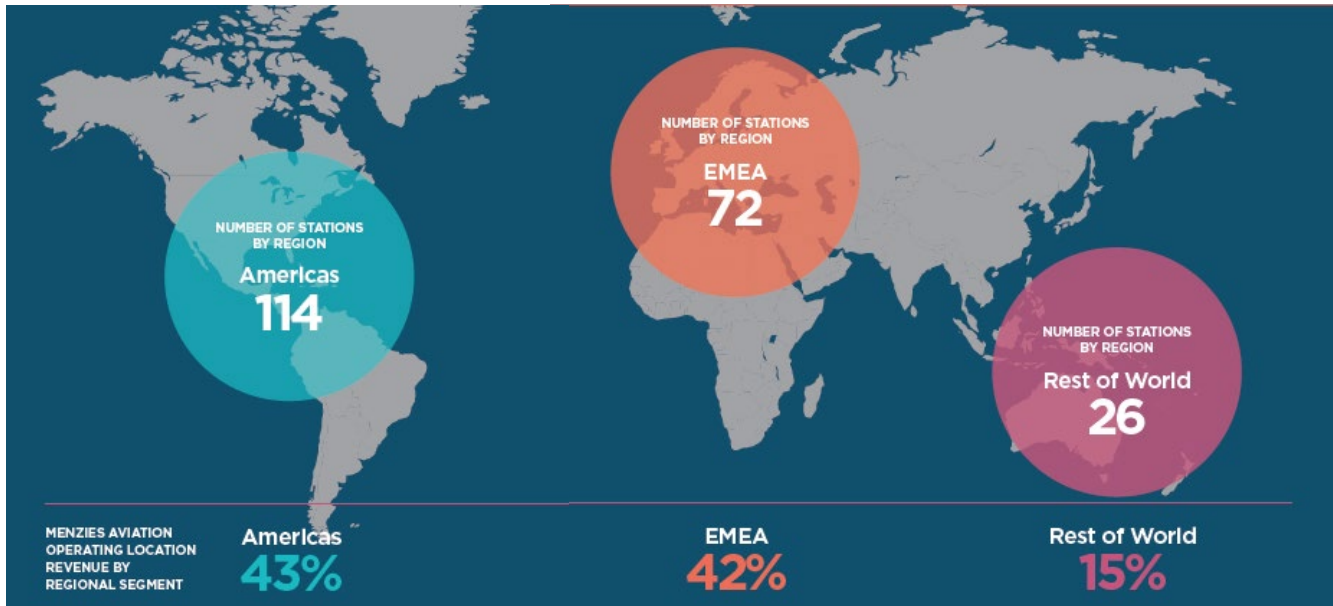 NUMBER OF STATIONS
BY REGION
Americas
114
NUMBER OF STATIONS
BY REGION
EMEA
72
NUMBER OF STATIONS
BY REGION
Rest of World
26
MENZIES AVIATION
OPERATING LOCATION
REVENUE BY
REGIONAL SEGMENT
Americas
43%
EMEA
42%
Rest of World
15%